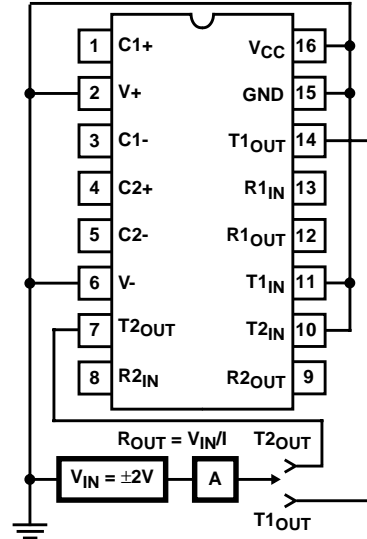 1 C1+ VCC 16
2 V+ GND 15
3 C1- T1OUT 14
4 C2+ R1IN 13
5 C2- R1OUT 12
6 V- T1IN 11
7 T2OUT T2IN 10
8 R2IN R2OUT 9
ROUT = VIN/I T2OUT
VIN = ±2V A
T1OUT